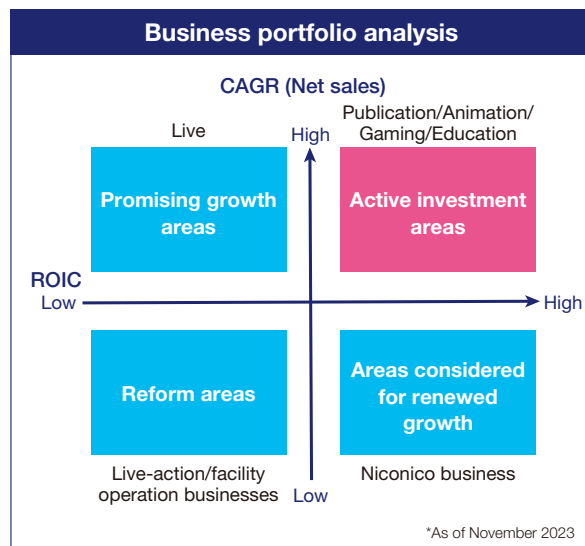 Business portfolio analysis
CAGR (Net sales)
Live
High
Publication/Animation/
Gaming/Education
Promising growth
areas
Active investment
areas
ROIC
Low
High
Reform areas
Areas considered
for renewed
growth
Live-action/facility
operation businesses
Low
Niconico business
*As of November 2023